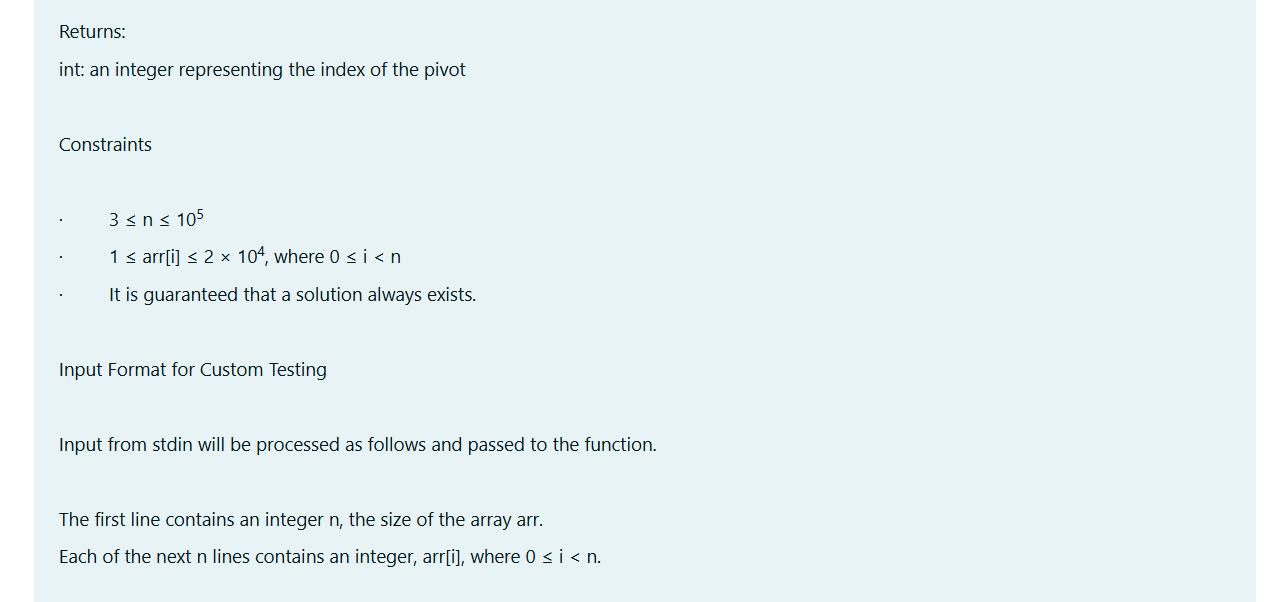 Returns:
int: an integer representing the index of the pivot
Constraints
· 3 ≤ n ≤ 10⁵
· 1 ≤ arr[i] ≤ 2 × 10⁴, where 0 ≤ i < n
· It is guaranteed that a solution always exists.
Input Format for Custom Testing
Input from stdin will be processed as follows and passed to the function.
The first line contains an integer n, the size of the array arr.
Each of the next n lines contains an integer, arr[i], where 0 ≤ i < n.